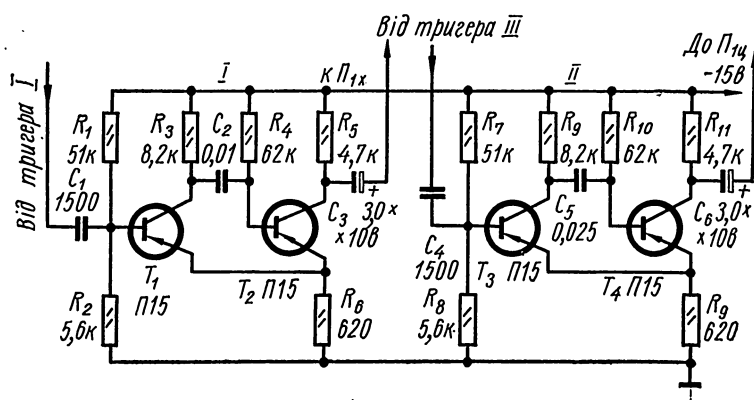 Від тригера III
До П1ц
-15В
Від тригера I
I
к П1х
II
R1
51к
R3
8,2к
C2
0,01
R4
62к
R5
4,7к
R7
51к
R9
8,2к
R10
62к
R11
4,7к
C1
1500
+
3,0х
х10В
C3
C5
0,025
+
C6
3,0х
х10В
T1
П15
T2 П15
C4
1500
T3 П15
T4 П15
R2
5,6к
R6
620
R8
5,6к
R9
620